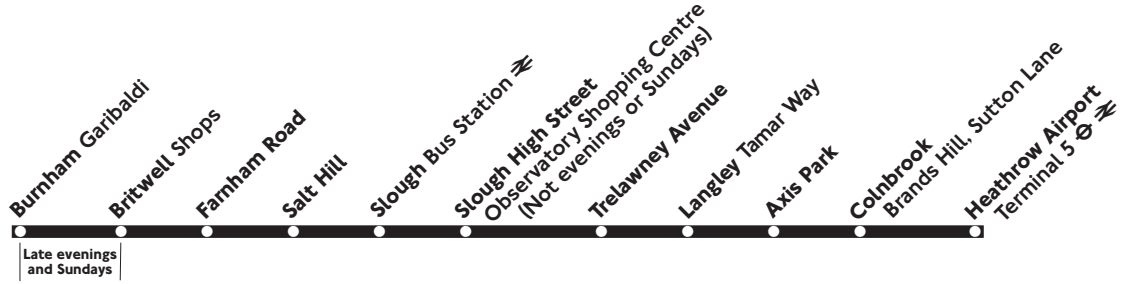 Burnham Garibaldi
Britwell Shops
Farnham Road
Salt Hill
Slough Bus Station
Slough High Street
Observatory Shopping Centre
(Not evenings or Sundays)
Trelawney Avenue
Langley Tamar Way
Axis Park
Colnbrook
Brands Hill, Sutton Lane
Heathrow Airport
Terminal 5
Late evenings
and Sundays